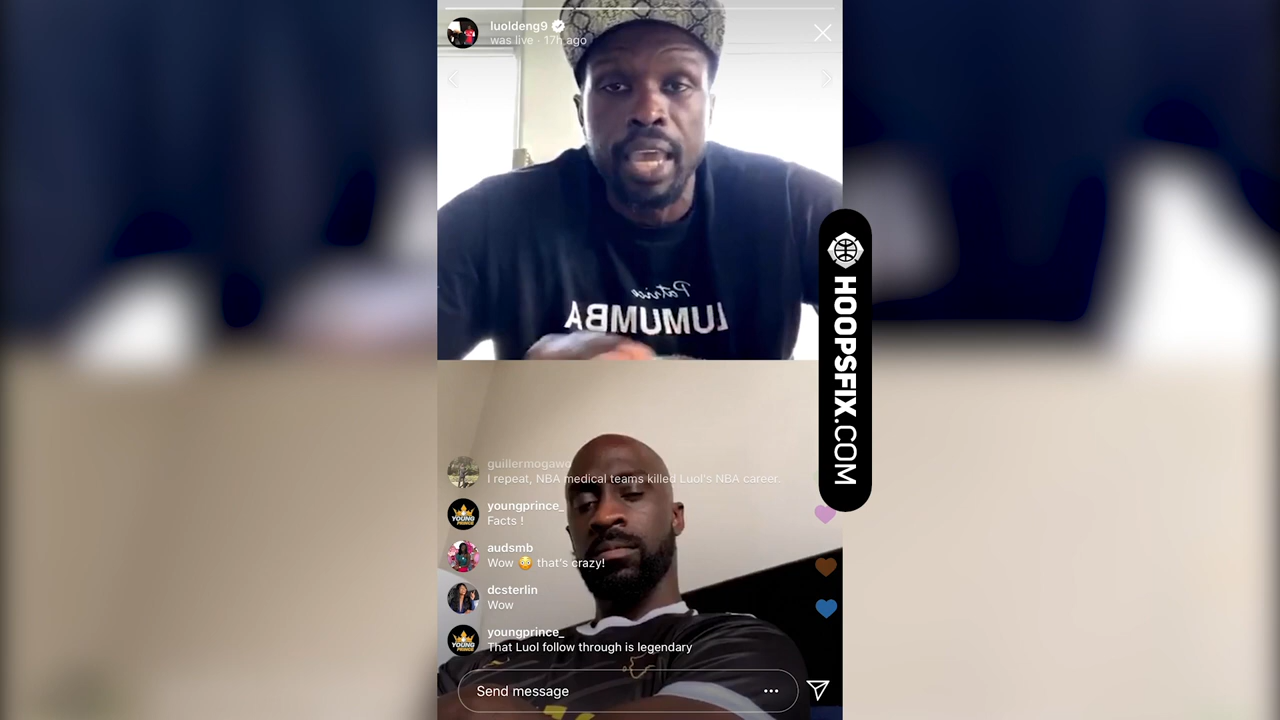 luoldeng9
was live · 17h ago
Patrice
LUMUMBA
HOOPSFIX.COM
guillermogawa
I repeat, NBA medical teams killed Luol's NBA career.
youngprince_
Facts !
audsmb
Wow 😳 that's crazy!
dcsterlin
Wow
youngprince_
That Luol follow through is legendary
Send message